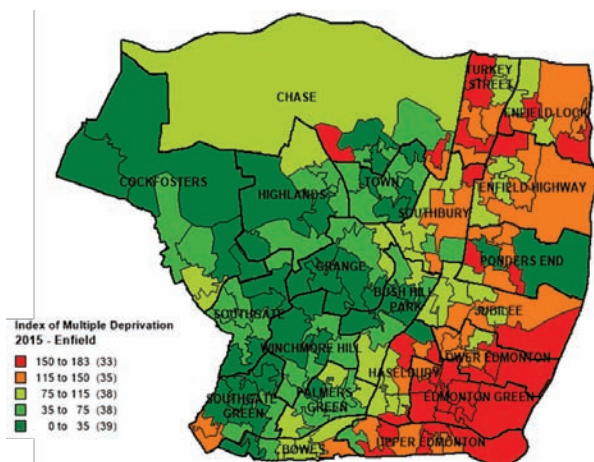 TURKEY
STREET
CHASE
ENFIELD LOCK
COCKFOSTERS
HIGHLANDS
TOWN
ENFIELD HIGHWAY
SOUTHBURY
GRANGE
PONDERS END
BUSH HILL
PARK
SOUTHGATE
JUBILEE
Index of Multiple Deprivation
2015 - Enfield
150 to 183 (33)
115 to 150 (35)
75 to 115 (38)
35 to 75 (38)
0 to 35 (39)
WINCHMORE HILL
LOWER EDMONTON
HASELBURY
SOUTHGATE
GREEN
PALMERS
GREEN
EDMONTON GREEN
BOWES
UPPER EDMONTON